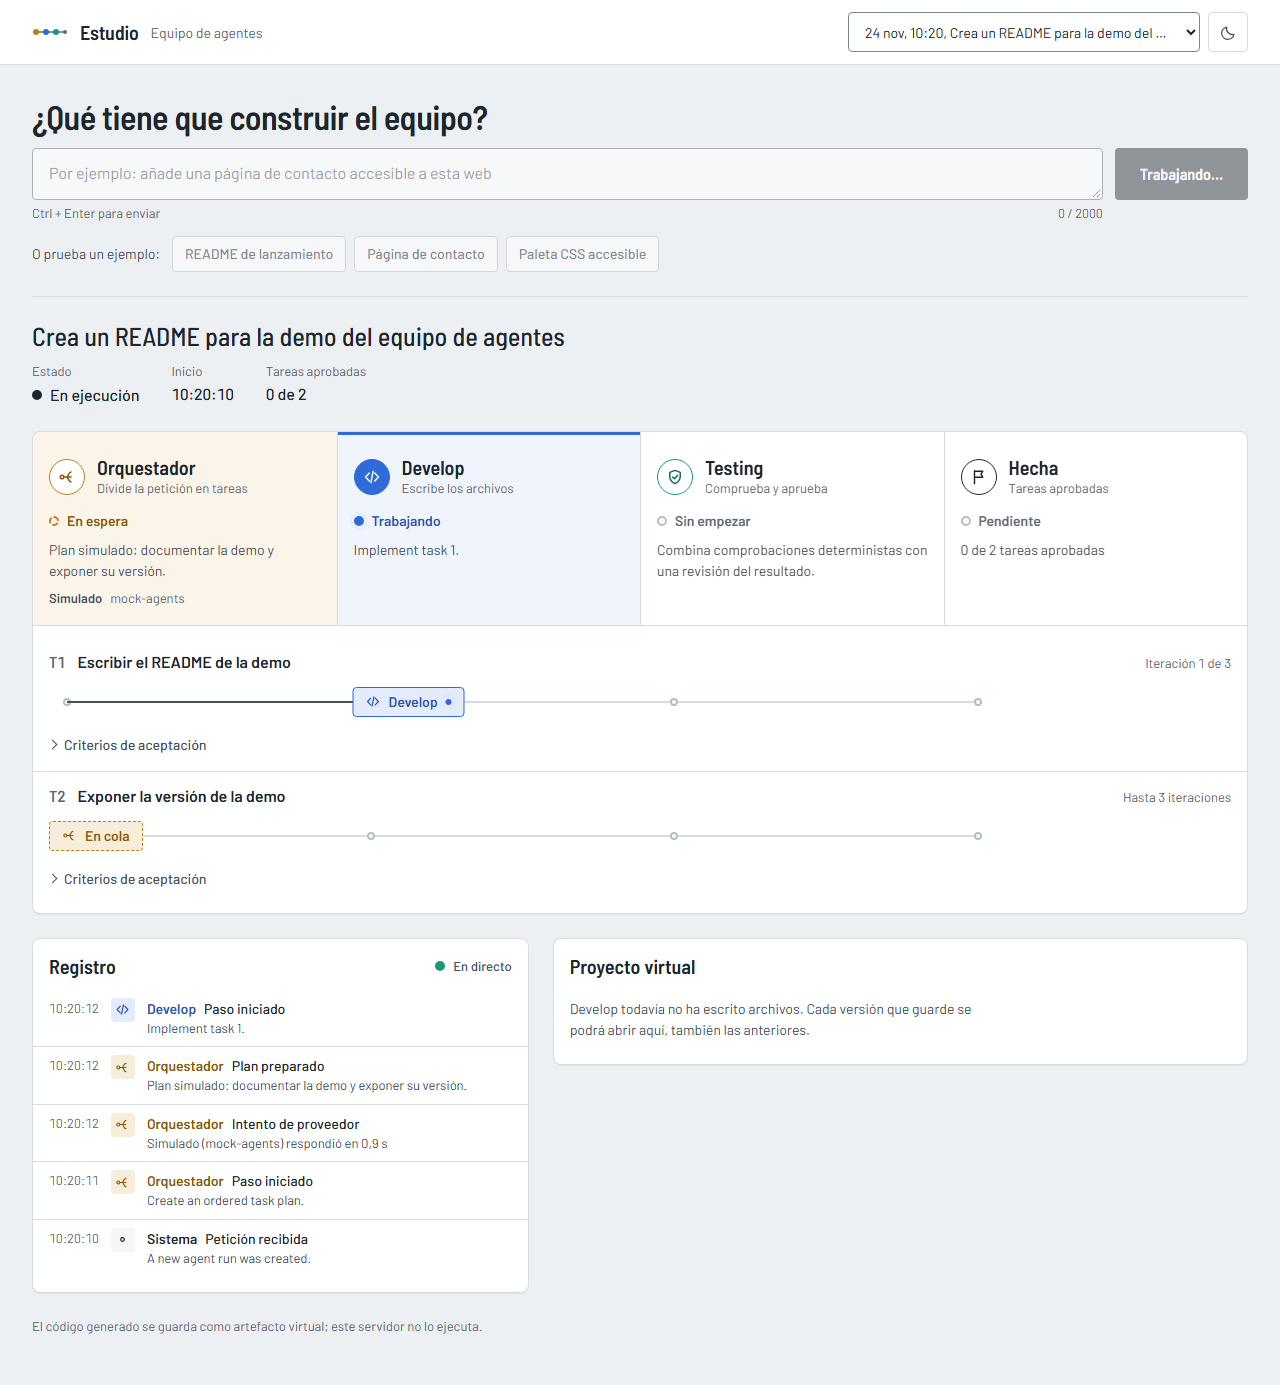 Estudio
Equipo de agentes
24 nov, 10:20, Crea un README para la demo del ...
¿Qué tiene que construir el equipo?
Por ejemplo: añade una página de contacto accesible a esta web
Trabajando...
Ctrl + Enter para enviar
0 / 2000
O prueba un ejemplo:
README de lanzamiento
Página de contacto
Paleta CSS accesible
Crea un README para la demo del equipo de agentes
Estado
En ejecución
Inicio
10:20:10
Tareas aprobadas
0 de 2
Orquestador
Divide la petición en tareas
En espera
Plan simulado: documentar la demo y
exponer su versión.
Simulado mock-agents
Develop
Escribe los archivos
Trabajando
Implement task 1.
Testing
Comprueba y aprueba
Sin empezar
Combina comprobaciones deterministas con
una revisión del resultado.
Hecha
Tareas aprobadas
Pendiente
0 de 2 tareas aprobadas
T1 Escribir el README de la demo
Iteración 1 de 3
Develop
Criterios de aceptación
T2 Exponer la versión de la demo
Hasta 3 iteraciones
En cola
Criterios de aceptación
Registro
En directo
10:20:12 Develop Paso iniciado
Implement task 1.
10:20:12 Orquestador Plan preparado
Plan simulado: documentar la demo y exponer su versión.
10:20:12 Orquestador Intento de proveedor
Simulado (mock-agents) respondió en 0,9 s
10:20:11 Orquestador Paso iniciado
Create an ordered task plan.
10:20:10 Sistema Petición recibida
A new agent run was created.
Proyecto virtual
Develop todavía no ha escrito archivos. Cada versión que guarde se
podrá abrir aquí, también las anteriores.
El código generado se guarda como artefacto virtual; este servidor no lo ejecuta.